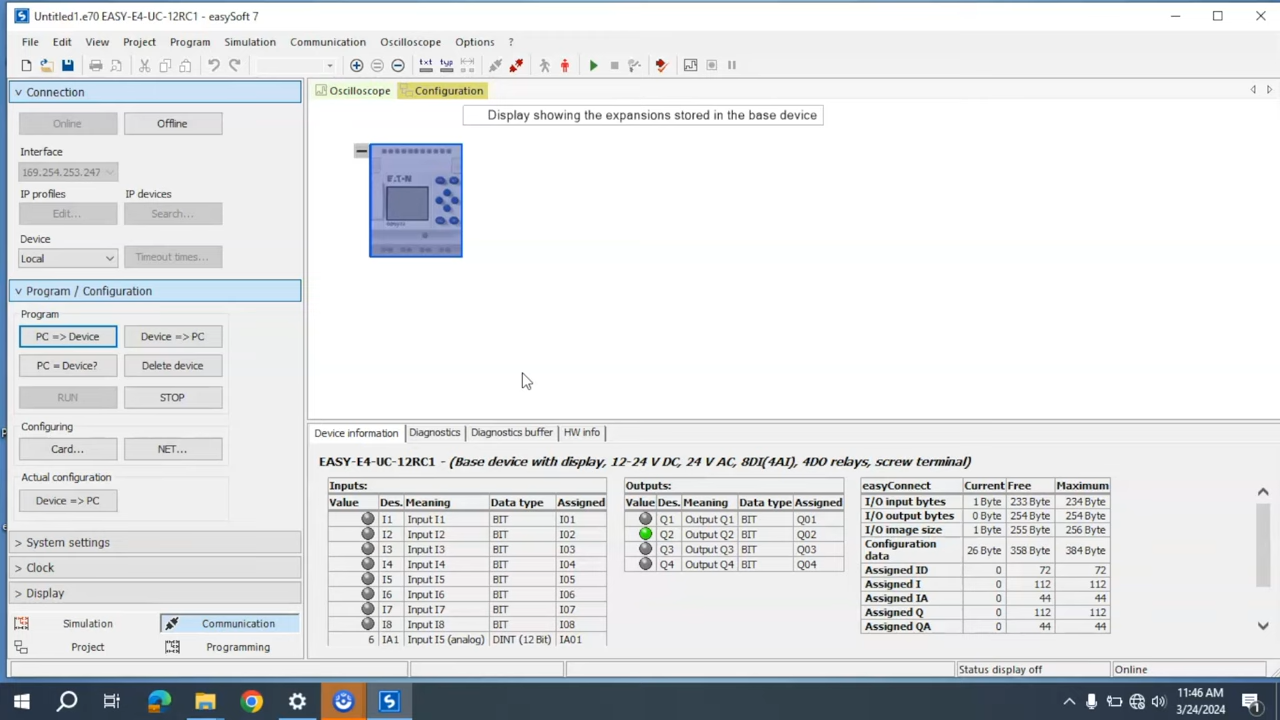 Untitled1.e70 EASY-E4-UC-12RC1 - easySoft 7
File Edit View Project Program Simulation Communication Oscilloscope Options ?
txt typ
Connection
Online Offline
Interface
169.254.253.247
IP profiles IP devices
Edit... Search...
Device
Local Timeout times...
Program / Configuration
Program
PC => Device Device => PC
PC = Device? Delete device
RUN STOP
Configuring
Card... NET...
Actual configuration
Device => PC
> System settings
> Clock
> Display
Simulation Communication
Project Programming
Oscilloscope Configuration
Display showing the expansions stored in the base device
Device information Diagnostics Diagnostics buffer HW info
EASY-E4-UC-12RC1 - (Base device with display, 12-24 V DC, 24 V AC, 8DI(4AI), 4DO relays, screw terminal)
Inputs:
Value Des. Meaning Data type Assigned
I1 Input I1 BIT I01
I2 Input I2 BIT I02
I3 Input I3 BIT I03
I4 Input I4 BIT I04
I5 Input I5 BIT I05
I6 Input I6 BIT I06
I7 Input I7 BIT I07
I8 Input I8 BIT I08
6 IA1 Input I5 (analog) DINT (12 Bit) IA01
Outputs:
Value Des. Meaning Data type Assigned
Q1 Output Q1 BIT Q01
Q2 Output Q2 BIT Q02
Q3 Output Q3 BIT Q03
Q4 Output Q4 BIT Q04
easyConnect Current Free Maximum
I/O input bytes 1 Byte 233 Byte 234 Byte
I/O output bytes 0 Byte 254 Byte 254 Byte
I/O image size 1 Byte 255 Byte 256 Byte
Configuration data 26 Byte 358 Byte 384 Byte
Assigned ID 0 72 72
Assigned I 0 112 112
Assigned IA 0 44 44
Assigned Q 0 112 112
Assigned QA 0 44 44
Status display off Online
11:46 AM
3/24/2024
1